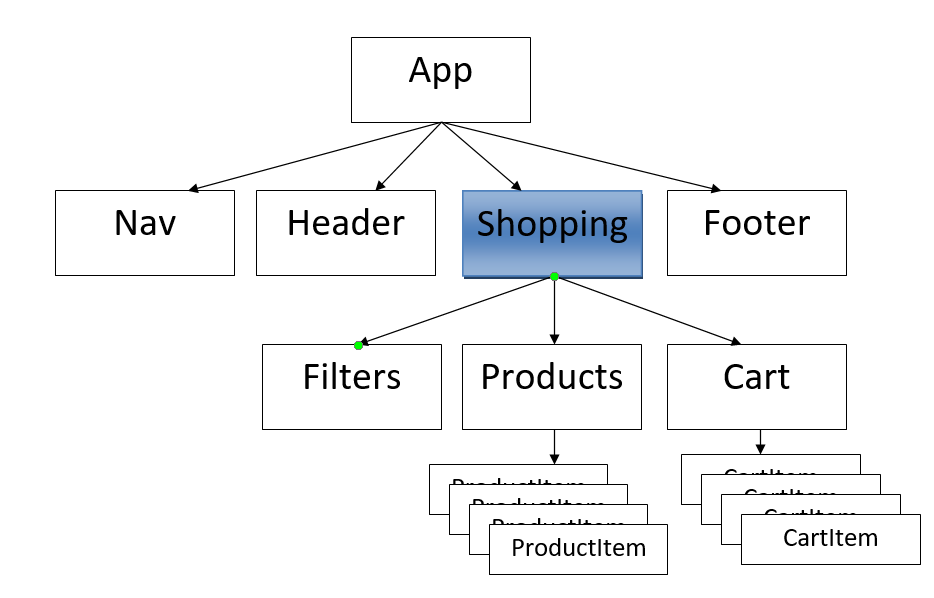 App
Nav
Header
Shopping
Footer
Filters
Products
Cart
ProductItem
ProductItem
ProductItem
ProductItem
CartItem
CartItem
CartItem
CartItem